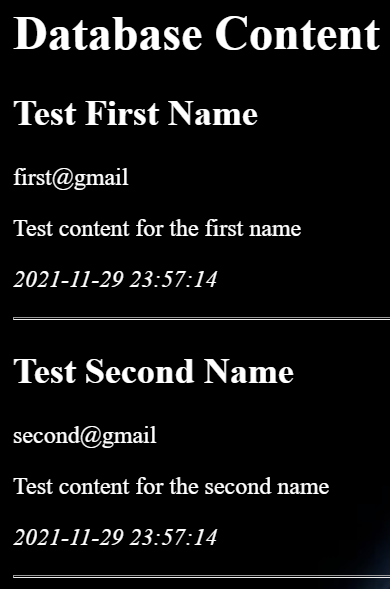 Database Content
Test First Name
first@gmail
Test content for the first name
2021-11-29 23:57:14
Test Second Name
second@gmail
Test content for the second name
2021-11-29 23:57:14